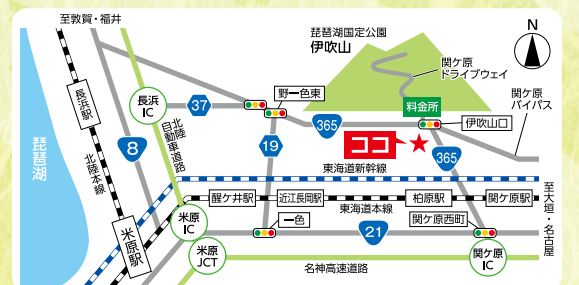 至敦賀・福井
琵琶湖国定公園
伊吹山
N
関ケ原
ドライブウェイ
長浜駅
長浜
IC
37
野一色東
料金所
関ケ原
バイパス
365
伊吹山口
8
北陸
自動車道路
19
ココ
365
琵琶湖
北陸本線
東海道新幹線
醒ケ井駅
近江長岡駅
柏原駅
関ケ原駅
至大垣・名古屋
東海道本線
米原
IC
米原駅
一色
21
関ケ原西町
米原
JCT
名神高速道路
関ケ原
IC